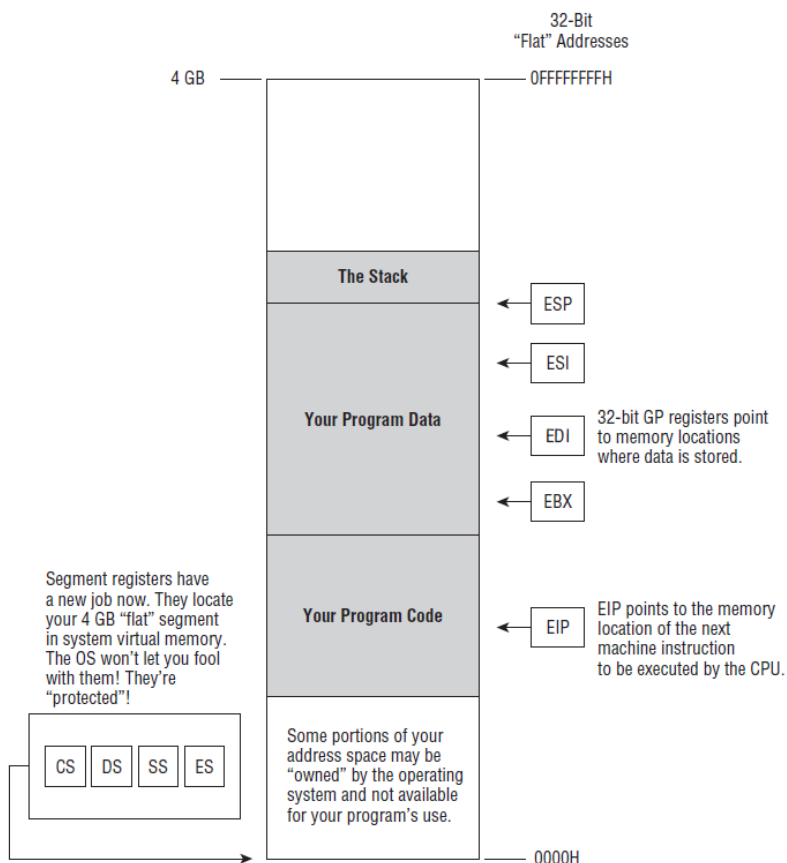 32-Bit
“Flat” Addresses
4 GB
0FFFFFFFFH
The Stack
ESP
ESI
Your Program Data
EDI
32-bit GP registers point
to memory locations
where data is stored.
EBX
Segment registers have
a new job now. They locate
your 4 GB “flat” segment
in system virtual memory.
The OS won’t let you fool
with them! They’re
“protected”!
Your Program Code
EIP
EIP points to the memory
location of the next
machine instruction
to be executed by the CPU.
CS DS SS ES
Some portions of your
address space may be
“owned” by the operating
system and not available
for your program’s use.
0000H